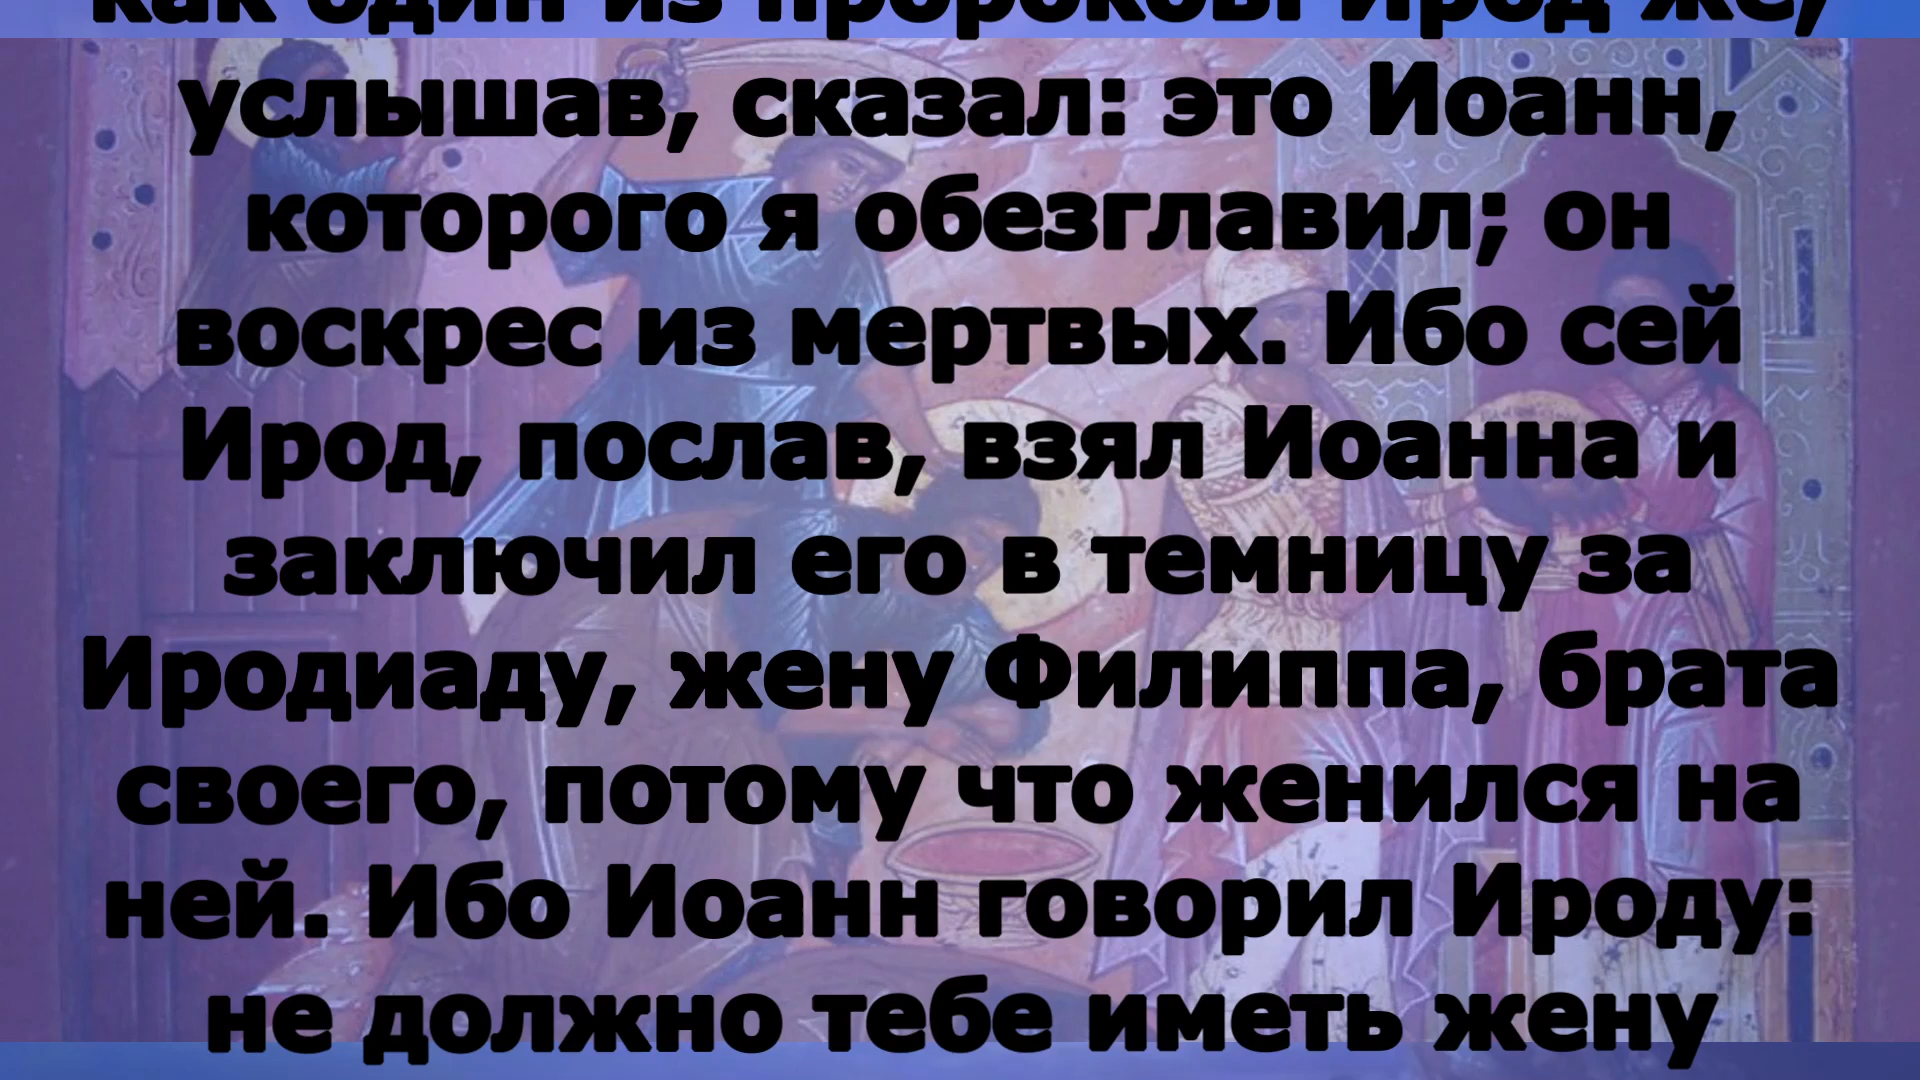 как один из пророков. Ирод же,
услышав, сказал: это Иоанн,
которого я обезглавил; он
воскрес из мертвых. Ибо сей
Ирод, послав, взял Иоанна и
заключил его в темницу за
Иродиаду, жену Филиппа, брата
своего, потому что женился на
ней. Ибо Иоанн говорил Ироду:
не должно тебе иметь жену